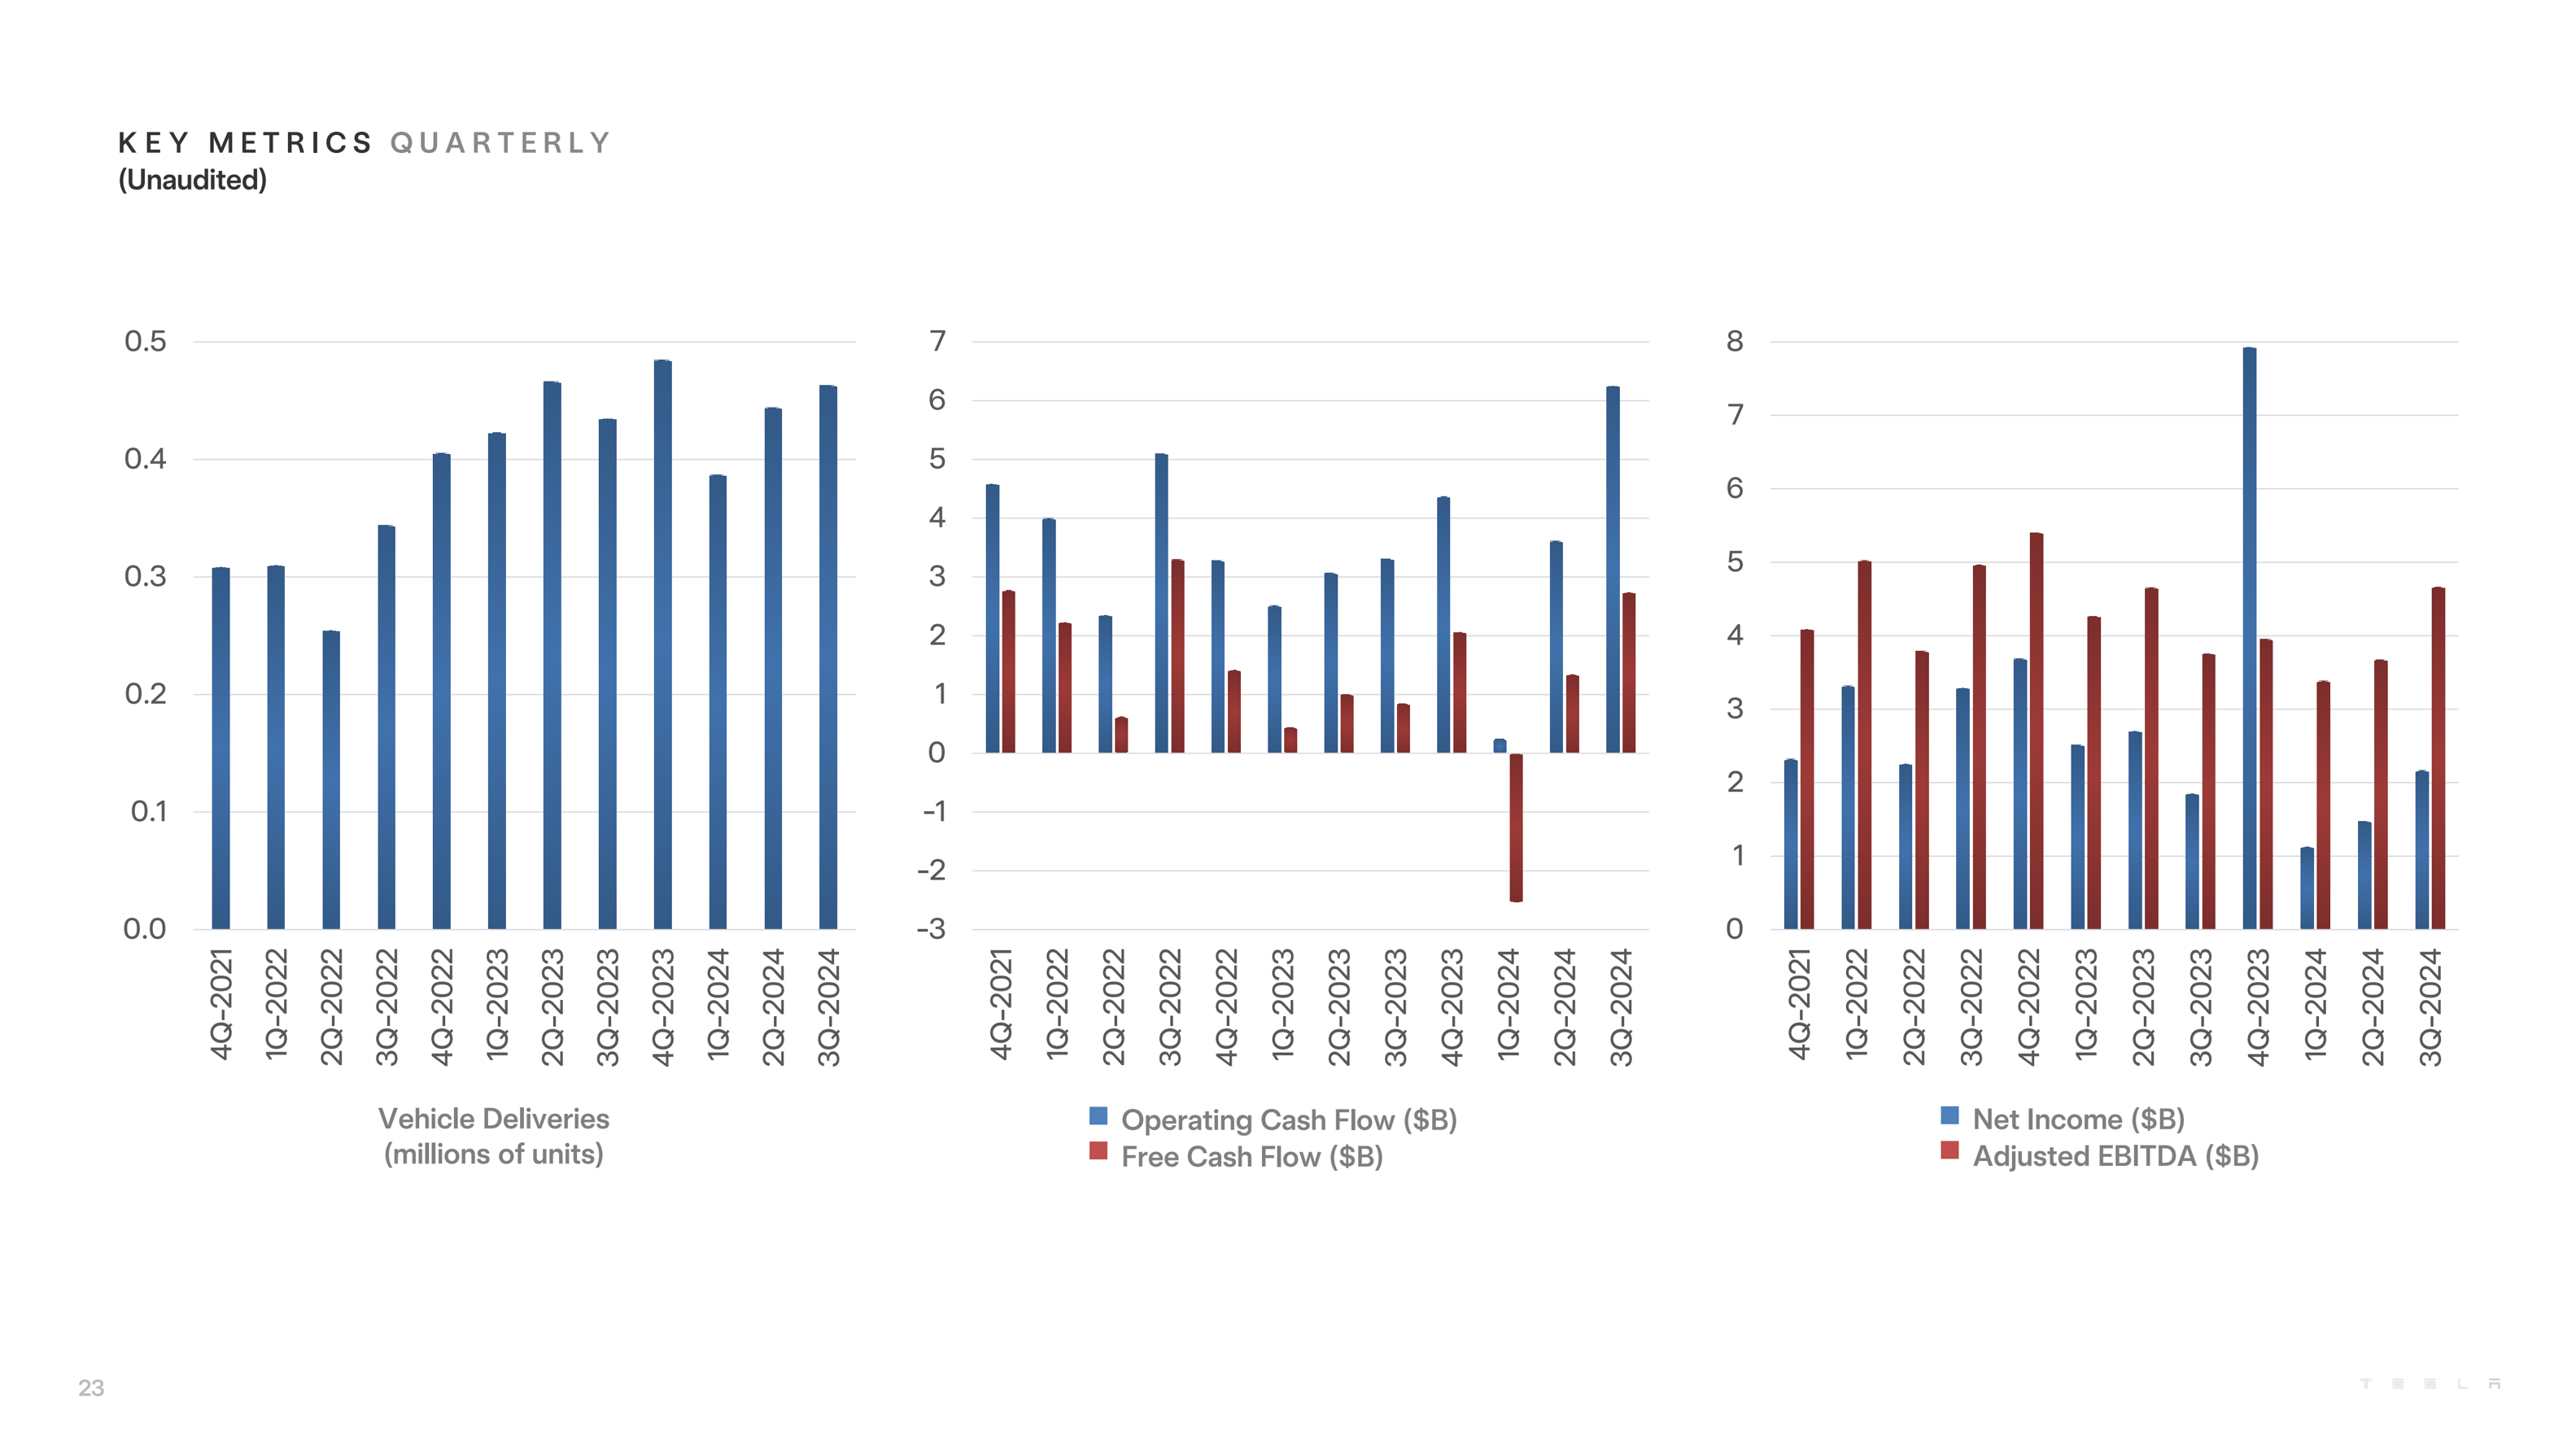 KEY METRICS QUARTERLY
(Unaudited)
0.5
0.4
0.3
0.2
0.1
0.0
4Q-2021
1Q-2022
2Q-2022
3Q-2022
4Q-2022
1Q-2023
2Q-2023
3Q-2023
4Q-2023
1Q-2024
2Q-2024
3Q-2024
Vehicle Deliveries
(millions of units)
7
6
5
4
3
2
1
0
-1
-2
-3
4Q-2021
1Q-2022
2Q-2022
3Q-2022
4Q-2022
1Q-2023
2Q-2023
3Q-2023
4Q-2023
1Q-2024
2Q-2024
3Q-2024
Operating Cash Flow ($B)
Free Cash Flow ($B)
8
7
6
5
4
3
2
1
0
4Q-2021
1Q-2022
2Q-2022
3Q-2022
4Q-2022
1Q-2023
2Q-2023
3Q-2023
4Q-2023
1Q-2024
2Q-2024
3Q-2024
Net Income ($B)
Adjusted EBITDA ($B)
23
TESLA